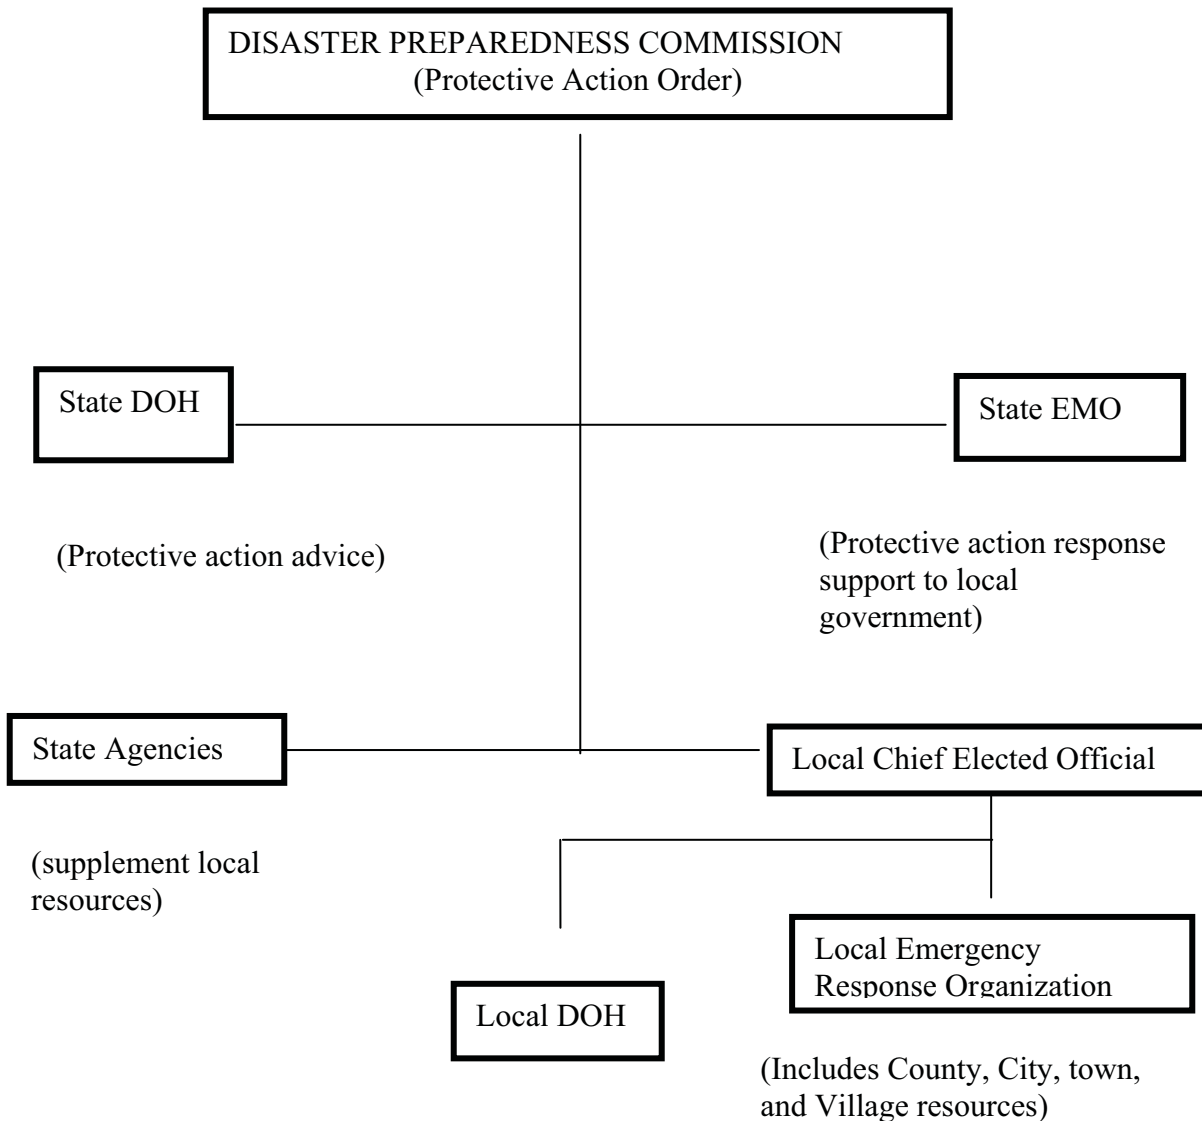 DISASTER PREPAREDNESS COMMISSION
(Protective Action Order)
State DOH
State EMO
(Protective action advice)
(Protective action response
support to local
government)
State Agencies
Local Chief Elected Official
(supplement local
resources)
Local Emergency
Response Organization
Local DOH
(Includes County, City, town,
and Village resources)